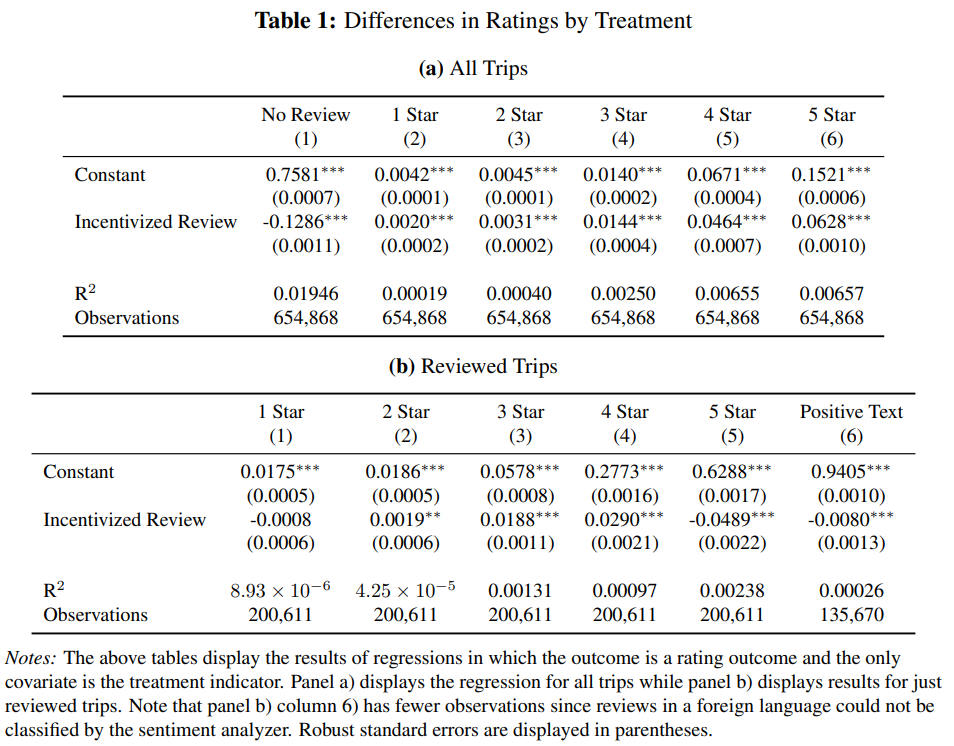 Table 1: Differences in Ratings by Treatment
(a) All Trips
No Review 1 Star 2 Star 3 Star 4 Star 5 Star
(1) (2) (3) (4) (5) (6)
Constant 0.7581*** 0.0042*** 0.0045*** 0.0140*** 0.0671*** 0.1521***
(0.0007) (0.0001) (0.0001) (0.0002) (0.0004) (0.0006)
Incentivized Review -0.1286*** 0.0020*** 0.0031*** 0.0144*** 0.0464*** 0.0628***
(0.0011) (0.0002) (0.0002) (0.0004) (0.0007) (0.0010)
R² 0.01946 0.00019 0.00040 0.00250 0.00655 0.00657
Observations 654,868 654,868 654,868 654,868 654,868 654,868
(b) Reviewed Trips
1 Star 2 Star 3 Star 4 Star 5 Star Positive Text
(1) (2) (3) (4) (5) (6)
Constant 0.0175*** 0.0186*** 0.0578*** 0.2773*** 0.6288*** 0.9405***
(0.0005) (0.0005) (0.0008) (0.0016) (0.0017) (0.0010)
Incentivized Review -0.0008 0.0019** 0.0188*** 0.0290*** -0.0489*** -0.0080***
(0.0006) (0.0006) (0.0011) (0.0021) (0.0022) (0.0013)
R² 8.93 × 10⁻⁶ 4.25 × 10⁻⁵ 0.00131 0.00097 0.00238 0.00026
Observations 200,611 200,611 200,611 200,611 200,611 135,670
Notes: The above tables display the results of regressions in which the outcome is a rating outcome and the only
covariate is the treatment indicator. Panel a) displays the regression for all trips while panel b) displays results for just
reviewed trips. Note that panel b) column 6) has fewer observations since reviews in a foreign language could not be
classified by the sentiment analyzer. Robust standard errors are displayed in parentheses.